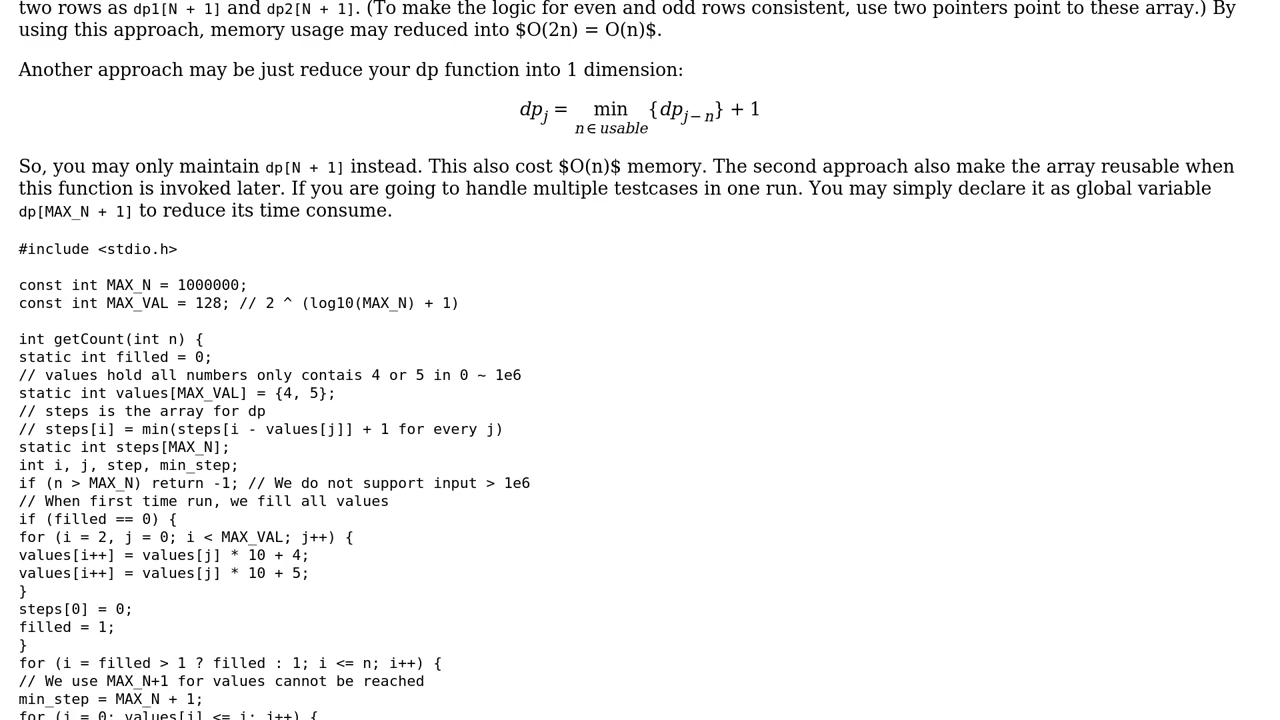 two rows as dp1[N + 1] and dp2[N + 1]. (To make the logic for even and odd rows consistent, use two pointers point to these array.) By
using this approach, memory usage may reduced into $O(2n) = O(n)$.
Another approach may be just reduce your dp function into 1 dimension:
dp_j = min_{n ∈ usable} {dp_{j−n}} + 1
So, you may only maintain dp[N + 1] instead. This also cost $O(n)$ memory. The second approach also make the array reusable when
this function is invoked later. If you are going to handle multiple testcases in one run. You may simply declare it as global variable
dp[MAX_N + 1] to reduce its time consume.
#include <stdio.h>
const int MAX_N = 1000000;
const int MAX_VAL = 128; // 2 ^ (log10(MAX_N) + 1)
int getCount(int n) {
static int filled = 0;
// values hold all numbers only contais 4 or 5 in 0 ~ 1e6
static int values[MAX_VAL] = {4, 5};
// steps is the array for dp
// steps[i] = min(steps[i - values[j]] + 1 for every j)
static int steps[MAX_N];
int i, j, step, min_step;
if (n > MAX_N) return -1; // We do not support input > 1e6
// When first time run, we fill all values
if (filled == 0) {
for (i = 2, j = 0; i < MAX_VAL; j++) {
values[i++] = values[j] * 10 + 4;
values[i++] = values[j] * 10 + 5;
}
steps[0] = 0;
filled = 1;
}
for (i = filled > 1 ? filled : 1; i <= n; i++) {
// We use MAX_N+1 for values cannot be reached
min_step = MAX_N + 1;
for (j = 0; values[j] <= i; j++) {